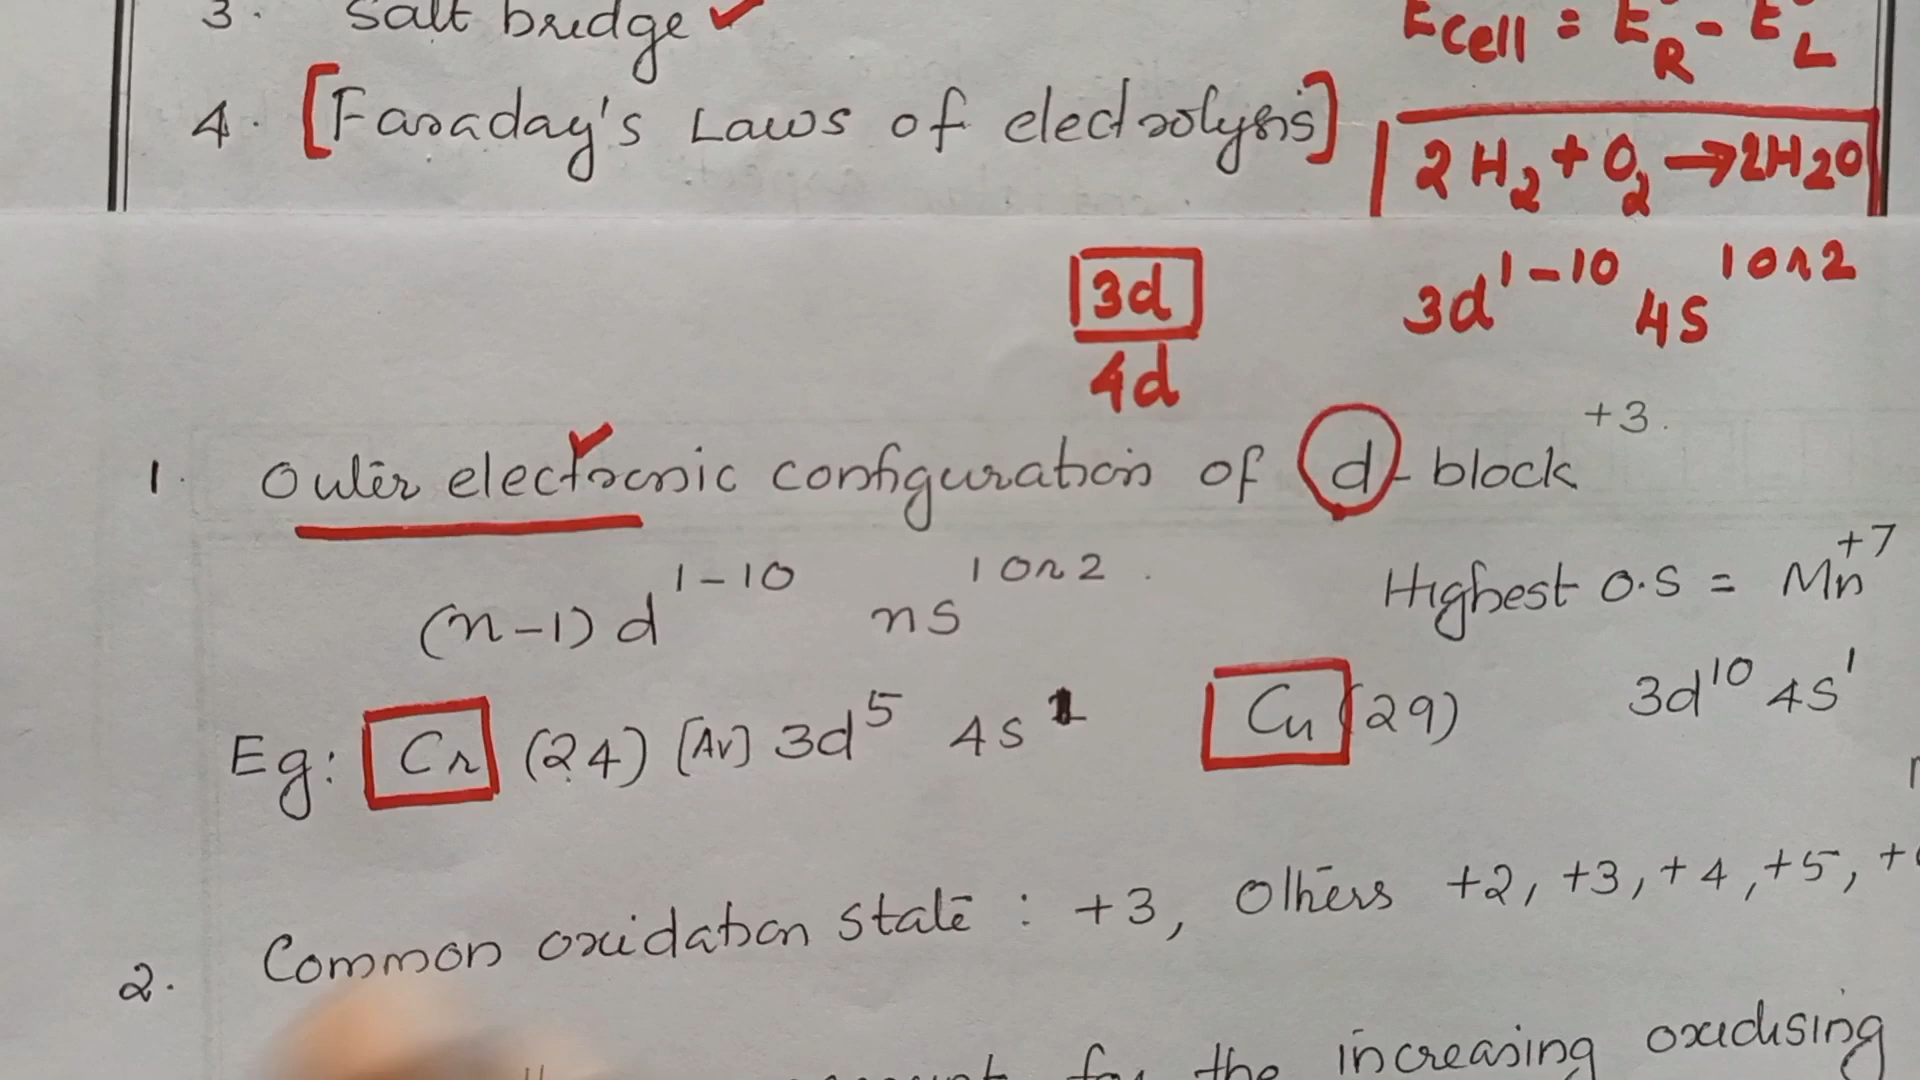 3. Salt bridge ✓ Ecell = E°R - E°L
4. [Faraday's Laws of electrolysis] 2H2 + O2 → 2H2O
3d 3d¹⁻¹⁰ 4s¹ ᵒʳ ²
4d
+3.
1. Outer electronic configuration of d-block
(n-1) d¹⁻¹⁰ ns¹ ᵒʳ ². Highest O.S = Mn⁺⁷
Eg: Cr (24) [Ar] 3d⁵ 4s¹ Cu (29) 3d¹⁰ 4s¹
2. Common oxidation state : +3, Others +2, +3, +4, +5,
for the increasing oxidising